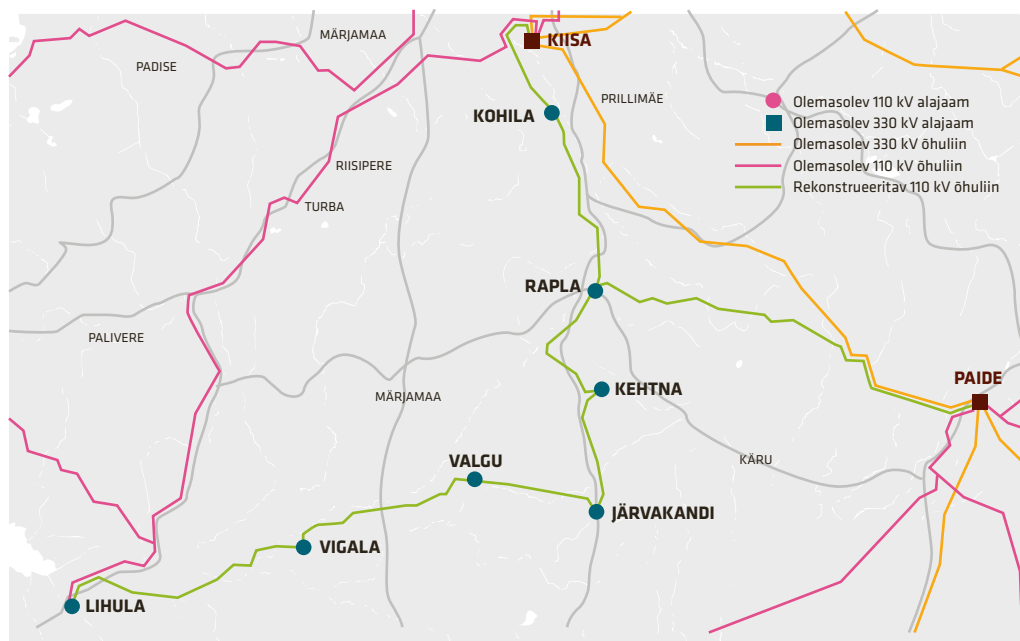 MÄRJAMAA
KIISA
PADISE
PRILLIMÄE
KOHILA
Olemasolev 110 kV alajaam
Olemasolev 330 kV alajaam
Olemasolev 330 kV õhuliin
Olemasolev 110 kV õhuliin
Rekonstrueeritav 110 kV õhuliin
RIISIPERE
TURBA
RAPLA
PALIVERE
PAIDE
KEHTNA
MÄRJAMAA
VALGU
KÄRU
JÄRVAKANDI
VIGALA
LIHULA